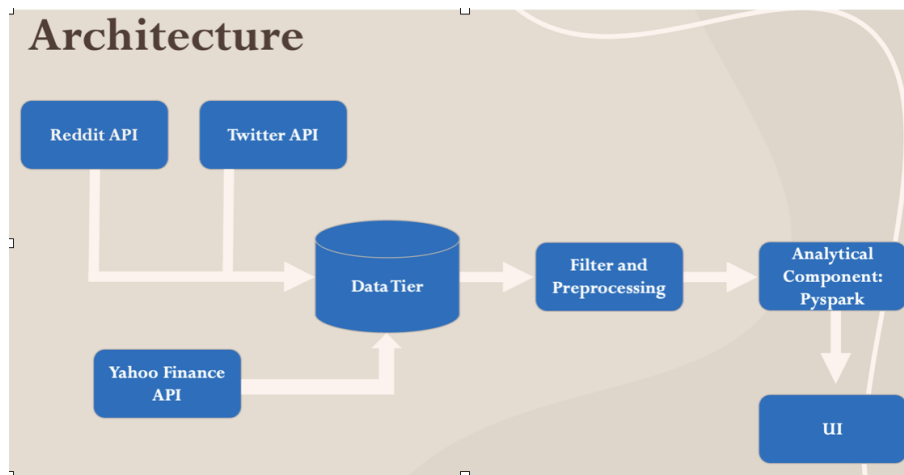 Architecture
Reddit API
Twitter API
Data Tier
Filter and
Preprocessing
Analytical
Component:
Pyspark
Yahoo Finance
API
UI